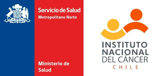 Servicio de Salud
Metropolitano Norte
Ministerio de
Salud
INSTITUTO
NACIONAL
DEL CANCER
CHILE